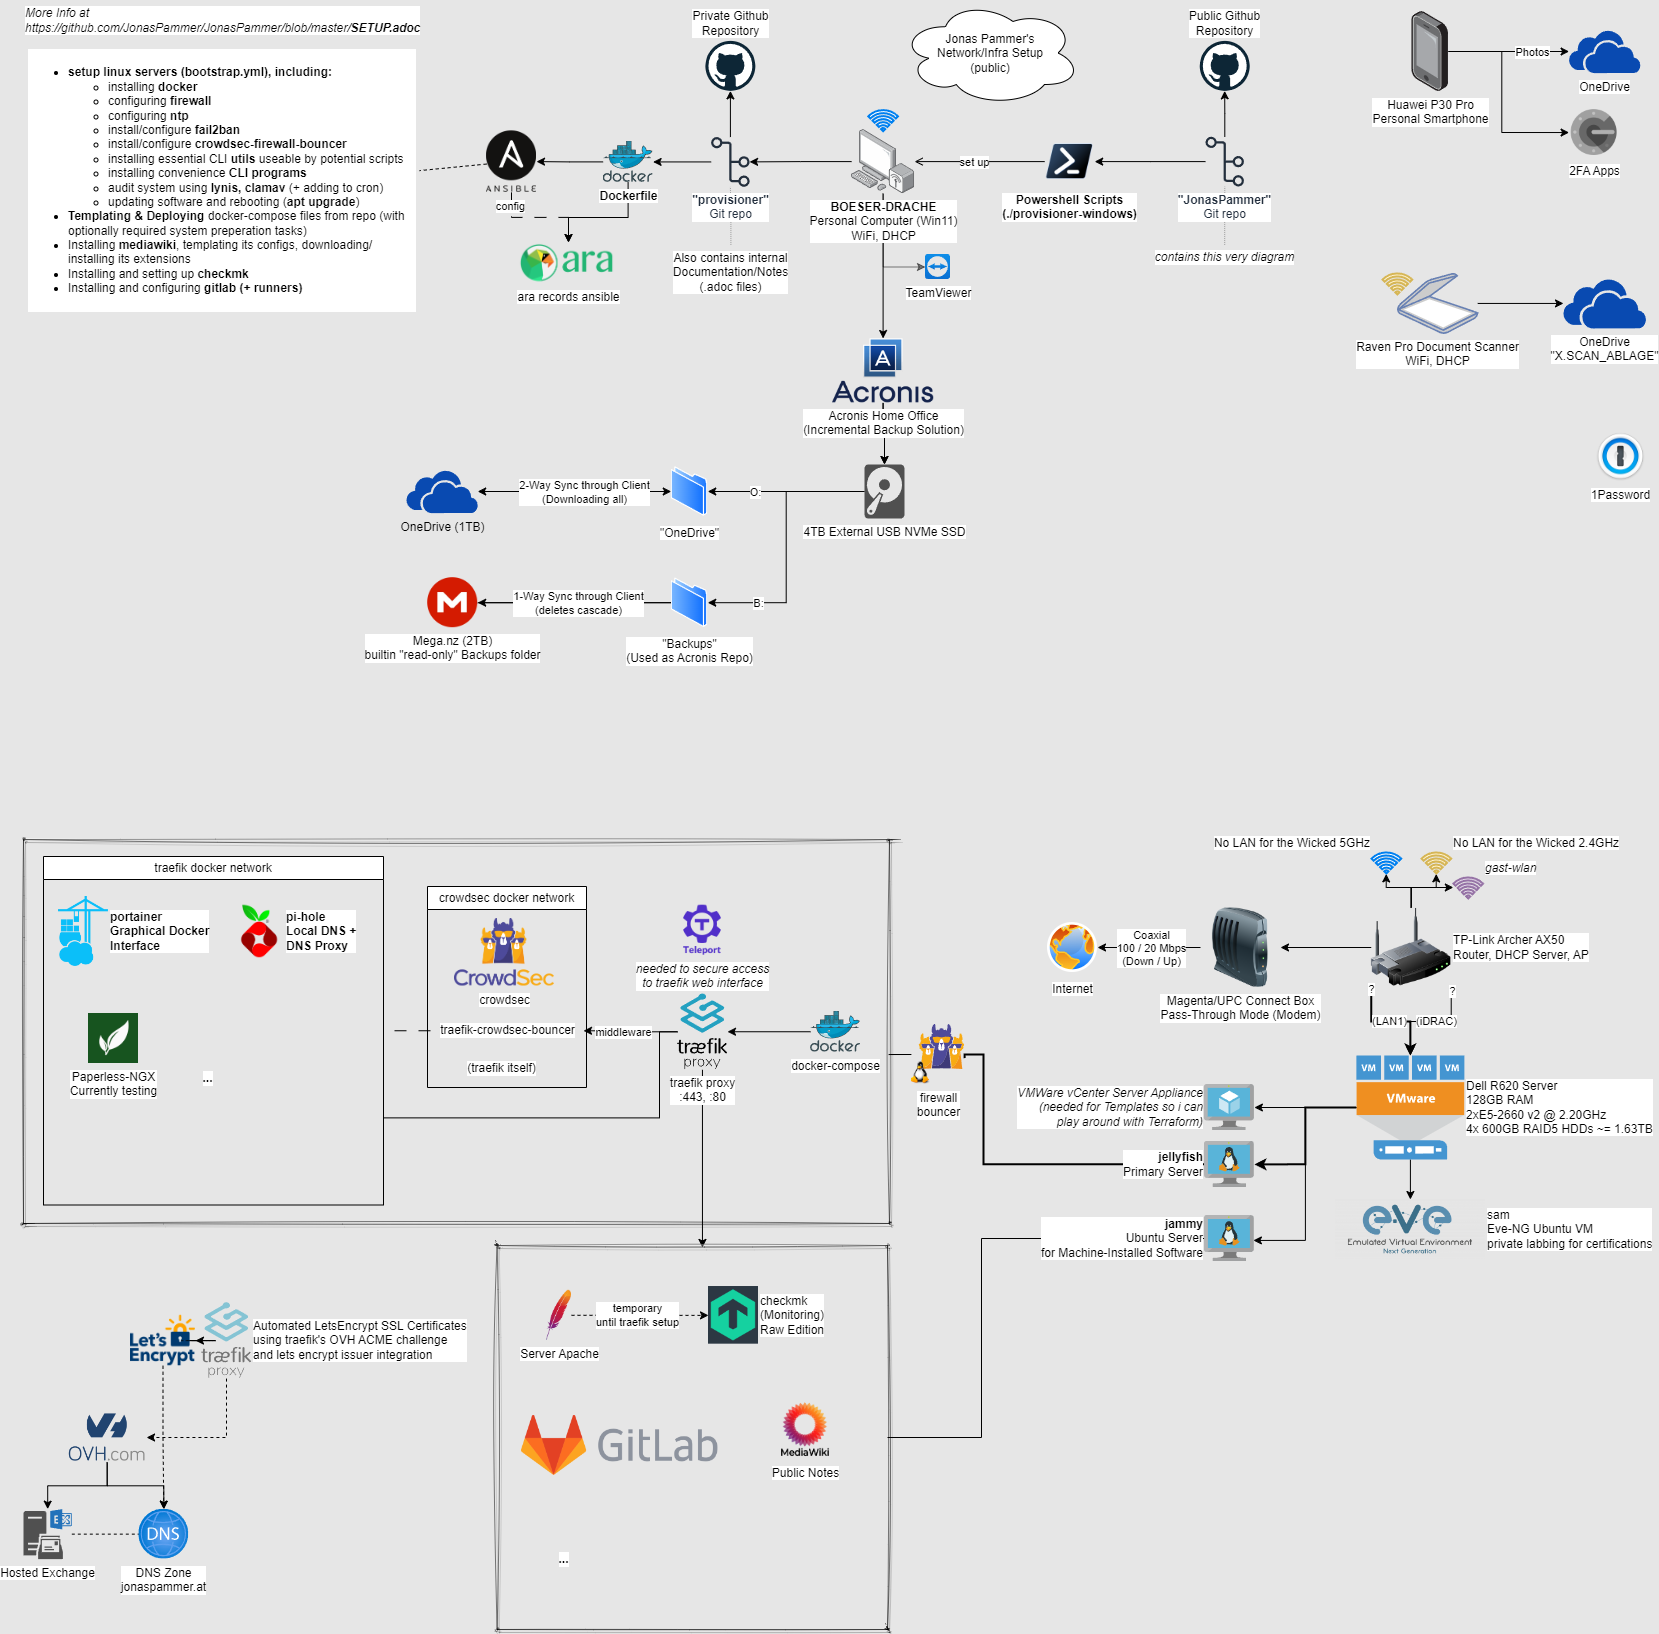 More Info at
https://github.com/JonasPammer/JonasPammer/blob/master/SETUP.adoc
setup linux servers (bootstrap.yml), including:
installing docker
configuring firewall
configuring ntp
install/configure fail2ban
install/configure crowdsec-firewall-bouncer
installing essential CLI utils useable by potential scripts
installing convenience CLI programs
audit system using lynis, clamav (+ adding to cron)
updating software and rebooting (apt upgrade)
Templating & Deploying docker-compose files from repo (with
optionally required system preperation tasks)
Installing mediawiki, templating its configs, downloading/
installing its extensions
Installing and setting up checkmk
Installing and configuring gitlab (+ runners)
Private Github
Repository
Jonas Pammer's
Network/Infra Setup
(public)
Public Github
Repository
Huawei P30 Pro
Personal Smartphone
Photos
OneDrive
2FA Apps
ANSIBLE
config
docker
Dockerfile
"provisioner"
Git repo
Also contains internal
Documentation/Notes
(.adoc files)
ara
ara records ansible
BOESER-DRACHE
Personal Computer (Win11)
WiFi, DHCP
set up
Powershell Scripts
(./provisioner-windows)
"JonasPammer"
Git repo
contains this very diagram
TeamViewer
Raven Pro Document Scanner
WiFi, DHCP
OneDrive
"X.SCAN_ABLAGE"
Acronis
Acronis Home Office
(Incremental Backup Solution)
1Password
OneDrive (1TB)
2-Way Sync through Client
(Downloading all)
"OneDrive"
O:
4TB External USB NVMe SSD
Mega.nz (2TB)
builtin "read-only" Backups folder
1-Way Sync through Client
(deletes cascade)
"Backups"
(Used as Acronis Repo)
B:
traefik docker network
portainer
Graphical Docker
Interface
pi-hole
Local DNS +
DNS Proxy
Paperless-NGX
Currently testing
...
crowdsec docker network
CrowdSec
crowdsec
traefik-crowdsec-bouncer
(traefik itself)
middleware
Teleport
needed to secure access
to traefik web interface
træfik
proxy
traefik proxy
:443, :80
docker
docker-compose
firewall
bouncer
No LAN for the Wicked 5GHz
No LAN for the Wicked 2.4GHz
gast-wlan
Internet
Coaxial
100 / 20 Mbps
(Down / Up)
Magenta/UPC Connect Box
Pass-Through Mode (Modem)
TP-Link Archer AX50
Router, DHCP Server, AP
?
?
(LAN1)
(iDRAC)
VM
VM
VM
VM
VMware
Dell R620 Server
128GB RAM
2xE5-2660 v2 @ 2.20GHz
4x 600GB RAID5 HDDs ~= 1.63TB
VMWare vCenter Server Appliance
(needed for Templates so i can
play around with Terraform)
jellyfish
Primary Server
jammy
Ubuntu Server
for Machine-Installed Software
eve
Emulated Virtual Environment
Next Generation
sam
Eve-NG Ubuntu VM
private labbing for certifications
Server Apache
temporary
until traefik setup
checkmk
(Monitoring)
Raw Edition
GitLab
MediaWiki
Public Notes
...
Let's
Encrypt
træfik
proxy
Automated LetsEncrypt SSL Certificates
using traefik's OVH ACME challenge
and lets encrypt issuer integration
OVH.com
Hosted Exchange
DNS
DNS Zone
jonaspammer.at